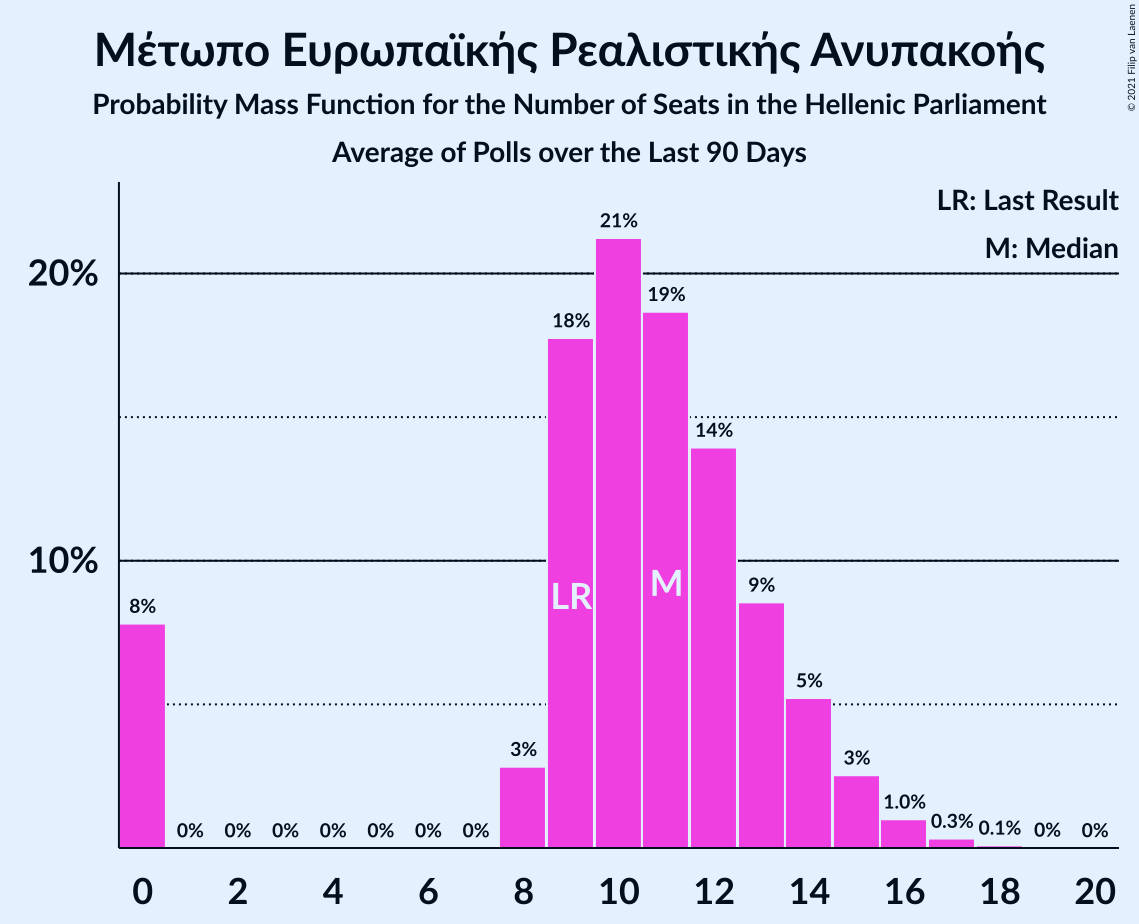 Μέτωπο Ευρωπαϊκής Ρεαλιστικής Ανυπακοής
Probability Mass Function for the Number of Seats in the Hellenic Parliament
Average of Polls over the Last 90 Days
© 2021 Filip van Laenen
LR: Last Result
M: Median
20%
10%
8%
0%
0%
0%
0%
0%
0%
0%
3%
18%
21%
19%
14%
9%
5%
3%
1.0%
0.3%
0.1%
0%
0%
LR
M
0 2 4 6 8 10 12 14 16 18 20